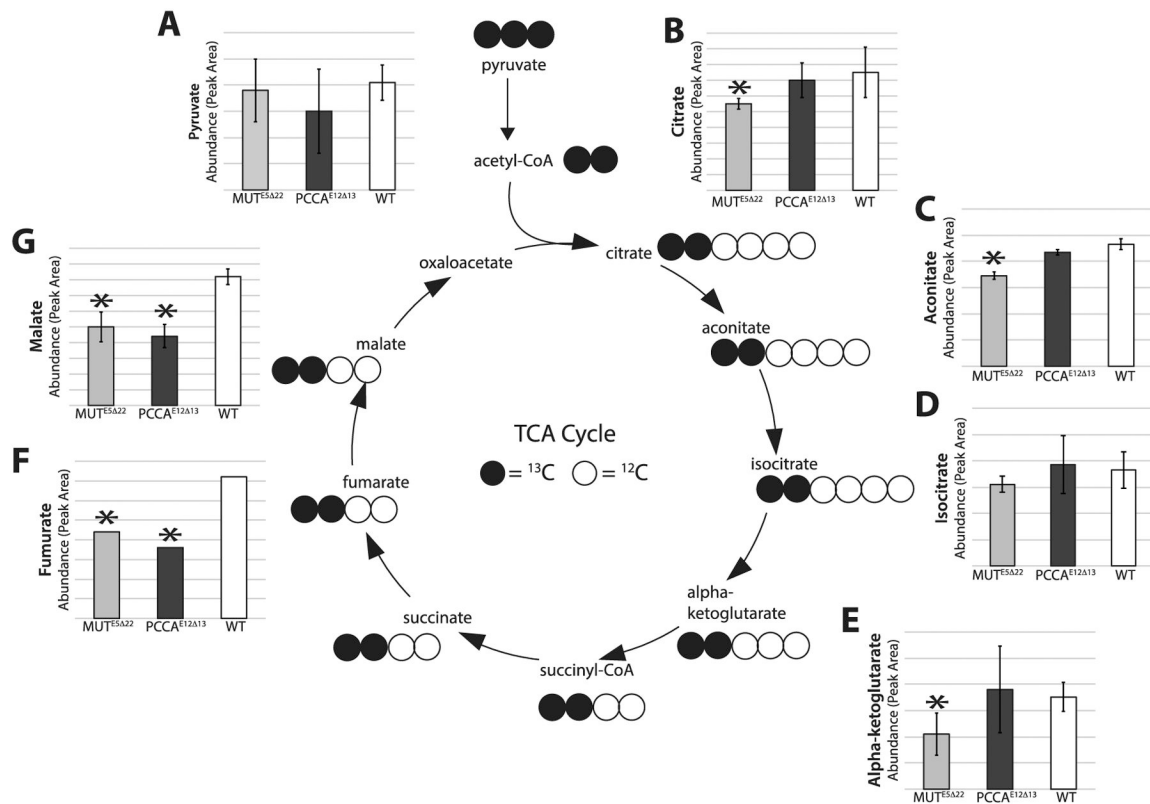 A
Pyruvate
Abundance (Peak Area)
MUTE5Δ22
PCCAE12Δ13
WT
pyruvate
acetyl-CoA
B
Citrate
Abundance (Peak Area)
*
MUTE5Δ22
PCCAE12Δ13
WT
C
Aconitate
Abundance (Peak Area)
*
MUTE5Δ22
PCCAE12Δ13
WT
G
Malate
Abundance (Peak Area)
*
*
MUTE5Δ22
PCCAE12Δ13
WT
oxaloacetate
citrate
malate
aconitate
TCA Cycle
= 13C
= 12C
isocitrate
D
Isocitrate
Abundance (Peak Area)
MUTE5Δ22
PCCAE12Δ13
WT
F
Fumurate
Abundance (Peak Area)
*
*
MUTE5Δ22
PCCAE12Δ13
WT
fumarate
succinate
succinyl-CoA
alpha-
ketoglutarate
E
Alpha-ketoglutarate
Abundance (Peak Area)
*
MUTE5Δ22
PCCAE12Δ13
WT